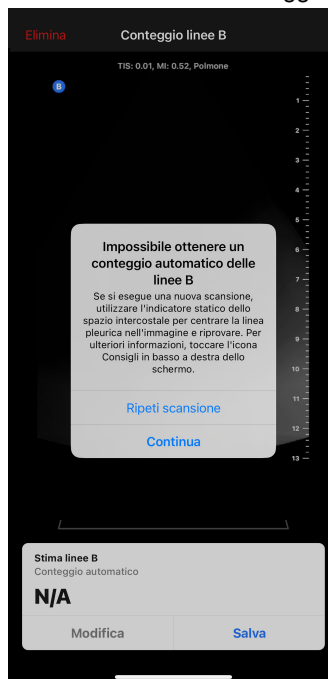 Elimina
Conteggio linee B
TIS: 0.01, MI: 0.52, Polmone
B
1
2
3
4
5
6
7
8
9
10
11
12
13
Impossibile ottenere un
conteggio automatico delle
linee B
Se si esegue una nuova scansione,
utilizzare l'indicatore statico dello
spazio intercostale per centrare la linea
pleurica nell'immagine e riprovare. Per
ulteriori informazioni, toccare l'icona
Consigli in basso a destra dello
schermo.
Ripeti scansione
Continua
Stima linee B
Conteggio automatico
N/A
Modifica
Salva